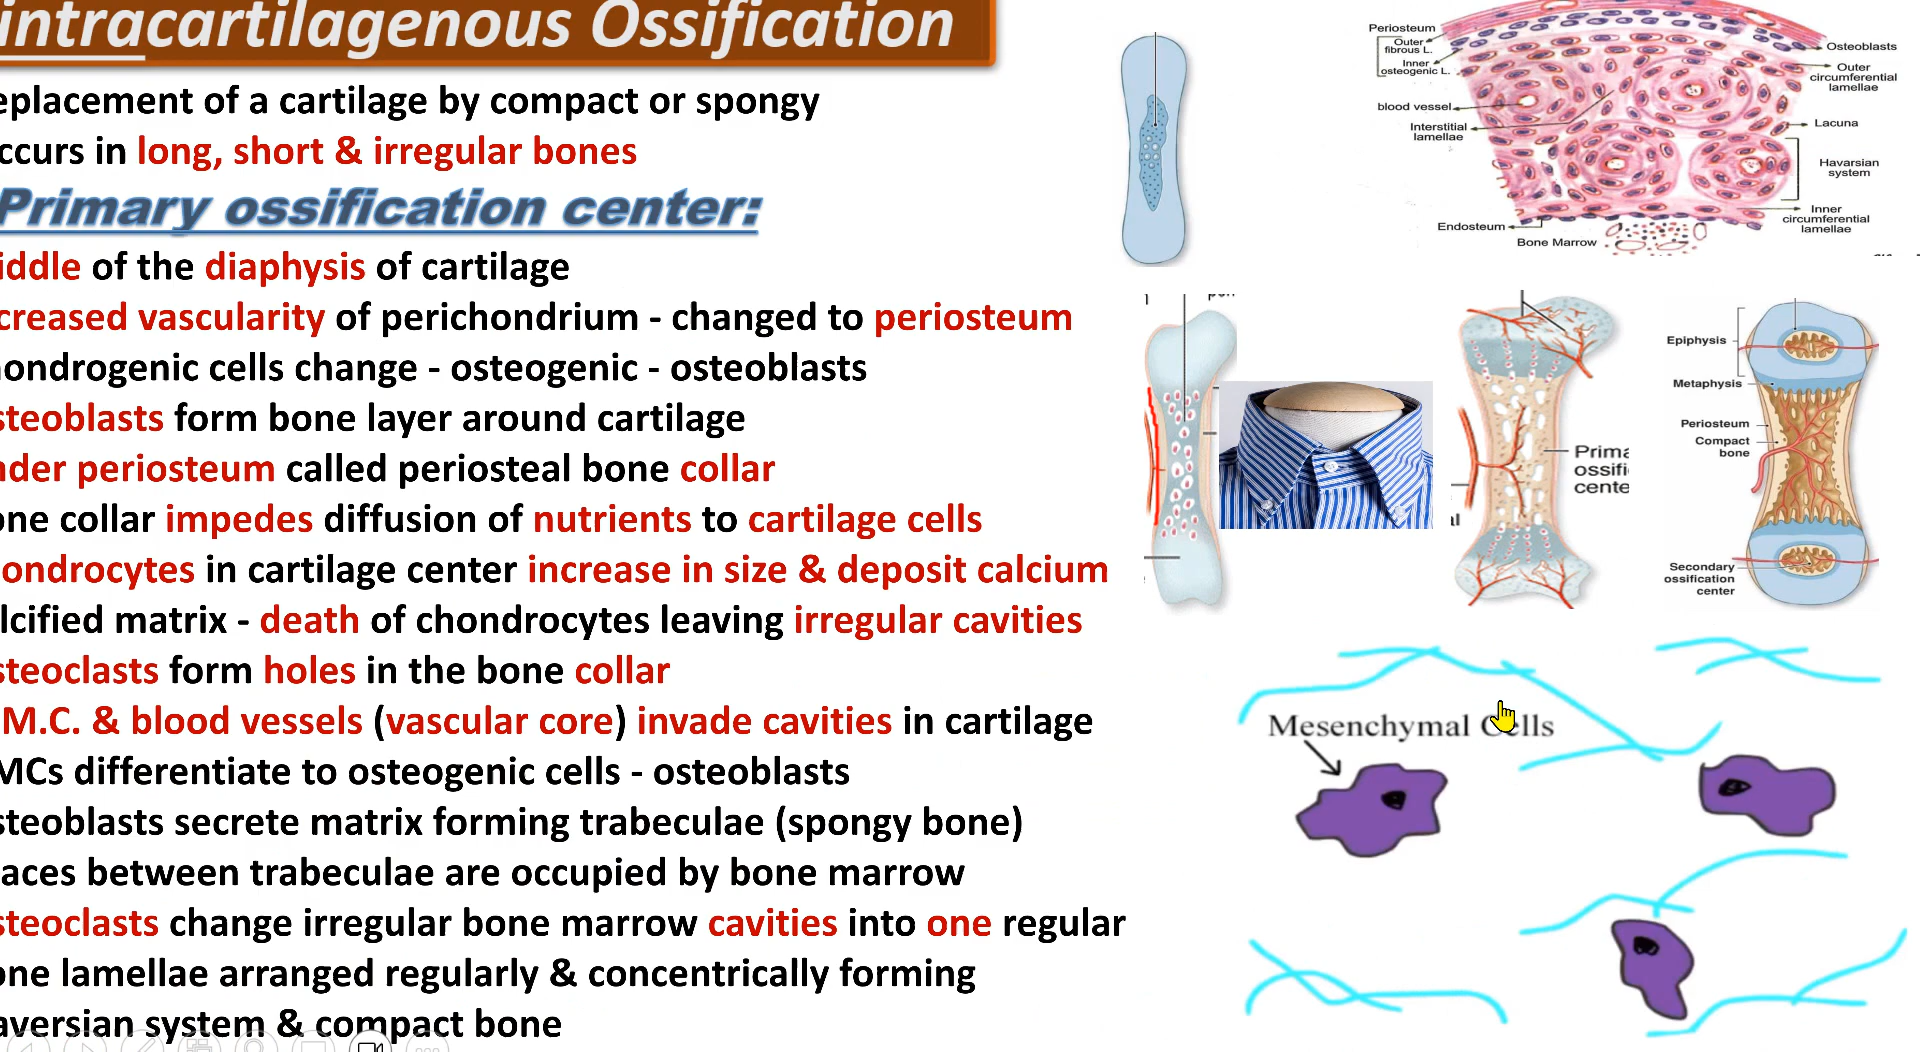 intracartilagenous Ossification
eplacement of a cartilage by compact or spongy
ccurs in long, short & irregular bones
Primary ossification center:
iddle of the diaphysis of cartilage
creased vascularity of perichondrium - changed to periosteum
ondrogenic cells change - osteogenic - osteoblasts
steoblasts form bone layer around cartilage
nder periosteum called periosteal bone collar
one collar impedes diffusion of nutrients to cartilage cells
ondrocytes in cartilage center increase in size & deposit calcium
lcified matrix - death of chondrocytes leaving irregular cavities
steoclasts form holes in the bone collar
M.C. & blood vessels (vascular core) invade cavities in cartilage
MCs differentiate to osteogenic cells - osteoblasts
steoblasts secrete matrix forming trabeculae (spongy bone)
aces between trabeculae are occupied by bone marrow
steoclasts change irregular bone marrow cavities into one regular
one lamellae arranged regularly & concentrically forming
aversian system & compact bone
Periosteum
Outer
fibrous L.
Inner
osteogenic L.
blood vessel
Interstitial
lamellae
Endosteum
Bone Marrow
Osteoblasts
Outer
circumferential
lamellae
Lacuna
Havarsian
system
Inner
circumferential
lamellae
Prima
ossifi
cente
al
Epiphysis
Metaphysis
Periosteum
Compact
bone
Secondary
ossification
center
Mesenchymal Cells